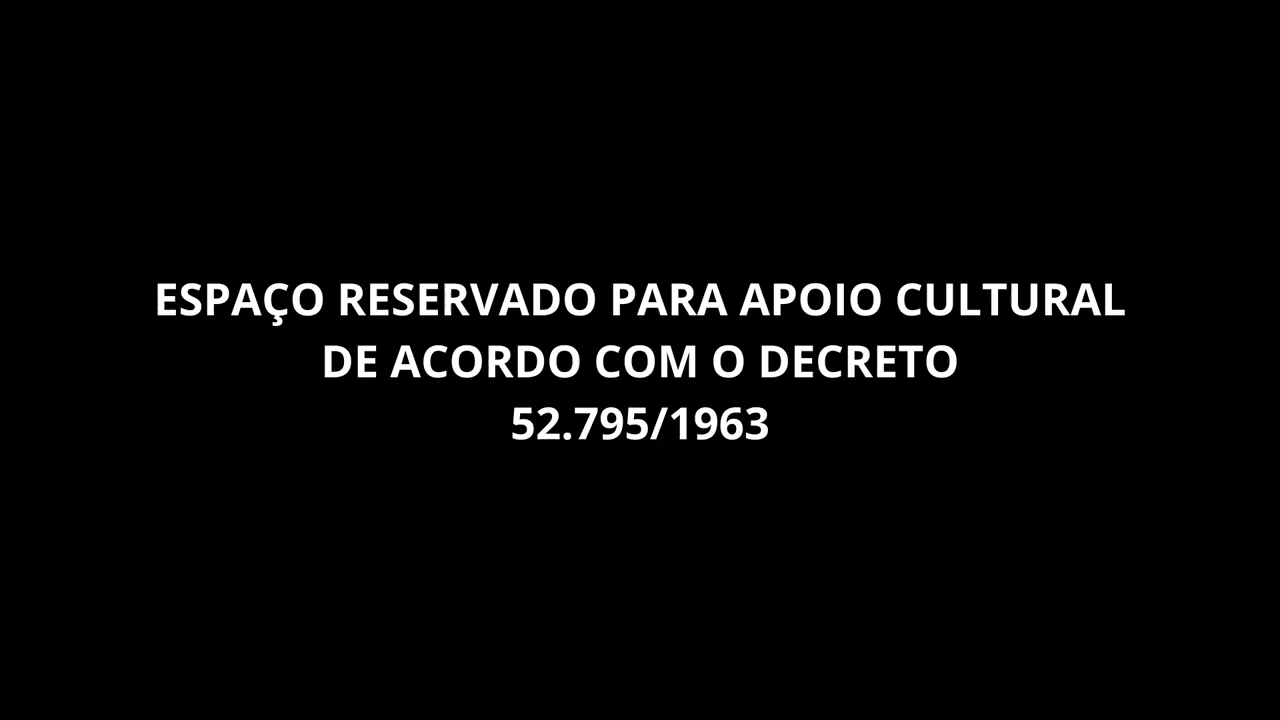 ESPAÇO RESERVADO PARA APOIO CULTURAL
DE ACORDO COM O DECRETO
52.795/1963